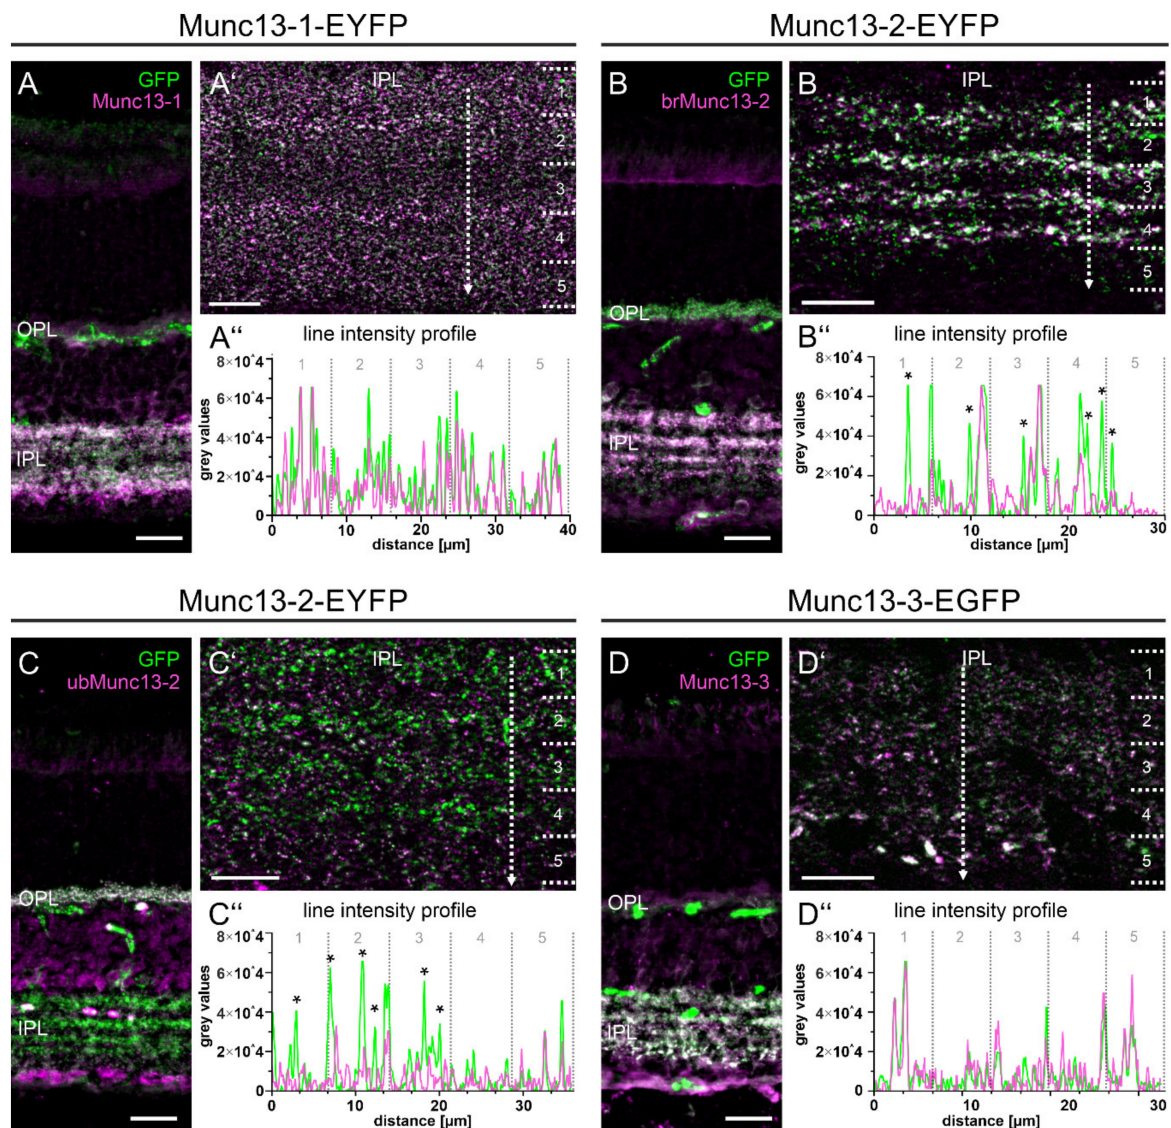 Munc13-1-EYFP
Munc13-2-EYFP
A
GFP
Munc13-1
OPL
IPL
A'
IPL
1
2
3
4
5
A"
line intensity profile
8×10^4
6×10^4
4×10^4
2×10^4
0
grey values
1 2 3 4 5
0 10 20 30 40
distance [µm]
B
GFP
brMunc13-2
OPL
IPL
B
IPL
1
2
3
4
5
B"
line intensity profile
8×10^4
6×10^4
4×10^4
2×10^4
0
grey values
1 2 3 4 5
* * * * * *
0 10 20 30
distance [µm]
Munc13-2-EYFP
Munc13-3-EGFP
C
GFP
ubMunc13-2
OPL
IPL
C'
IPL
1
2
3
4
5
C"
line intensity profile
8×10^4
6×10^4
4×10^4
2×10^4
0
grey values
1 2 3 4 5
* * * * * *
0 10 20 30
distance [µm]
D
GFP
Munc13-3
OPL
IPL
D'
IPL
1
2
3
4
5
D"
line intensity profile
8×10^4
6×10^4
4×10^4
2×10^4
0
grey values
1 2 3 4 5
0 10 20 30
distance [µm]